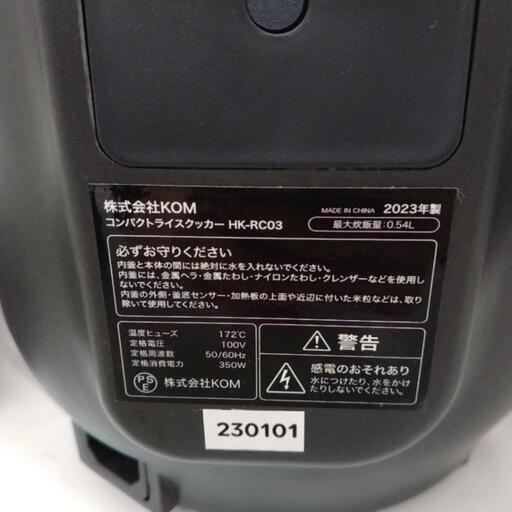 株式会社KOM
MADE IN CHINA 2023年製
コンパクトライスクッカー HK-RC03
最大炊飯量:0.54L
必ずお守りください
内釜と本体の間には絶対に水を入れないでください。
内釜には、金属ヘラ・金属たわし・ナイロンたわし・クレンザーなどを使用し
ないでください。
内釜の外側・釜底センサー・加熱板の上面や近辺に付いた米粒などは、取り
除いて使用してください。
温度ヒューズ 172℃
定格電圧 100V
定格周波数 50/60Hz
定格消費電力 350W
PSE 株式会社KOM
警告
感電のおそれあり
水につけたり、水をかけ
たりしないでください。
230101